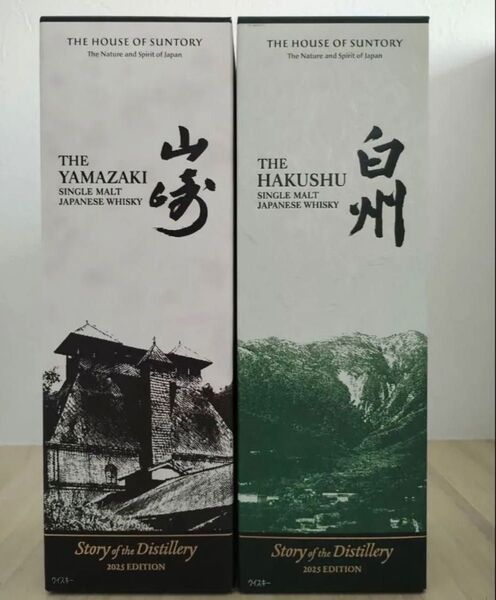 THE HOUSE OF SUNTORY
The Nature and Spirit of Japan
THE
YAMAZAKI
SINGLE MALT
JAPANESE WHISKY
山崎
Story of the Distillery
2025 EDITION
ウイスキー
THE HOUSE OF SUNTORY
The Nature and Spirit of Japan
THE
HAKUSHU
SINGLE MALT
JAPANESE WHISKY
白州
Story of the Distillery
2025 EDITION
ウイスキー